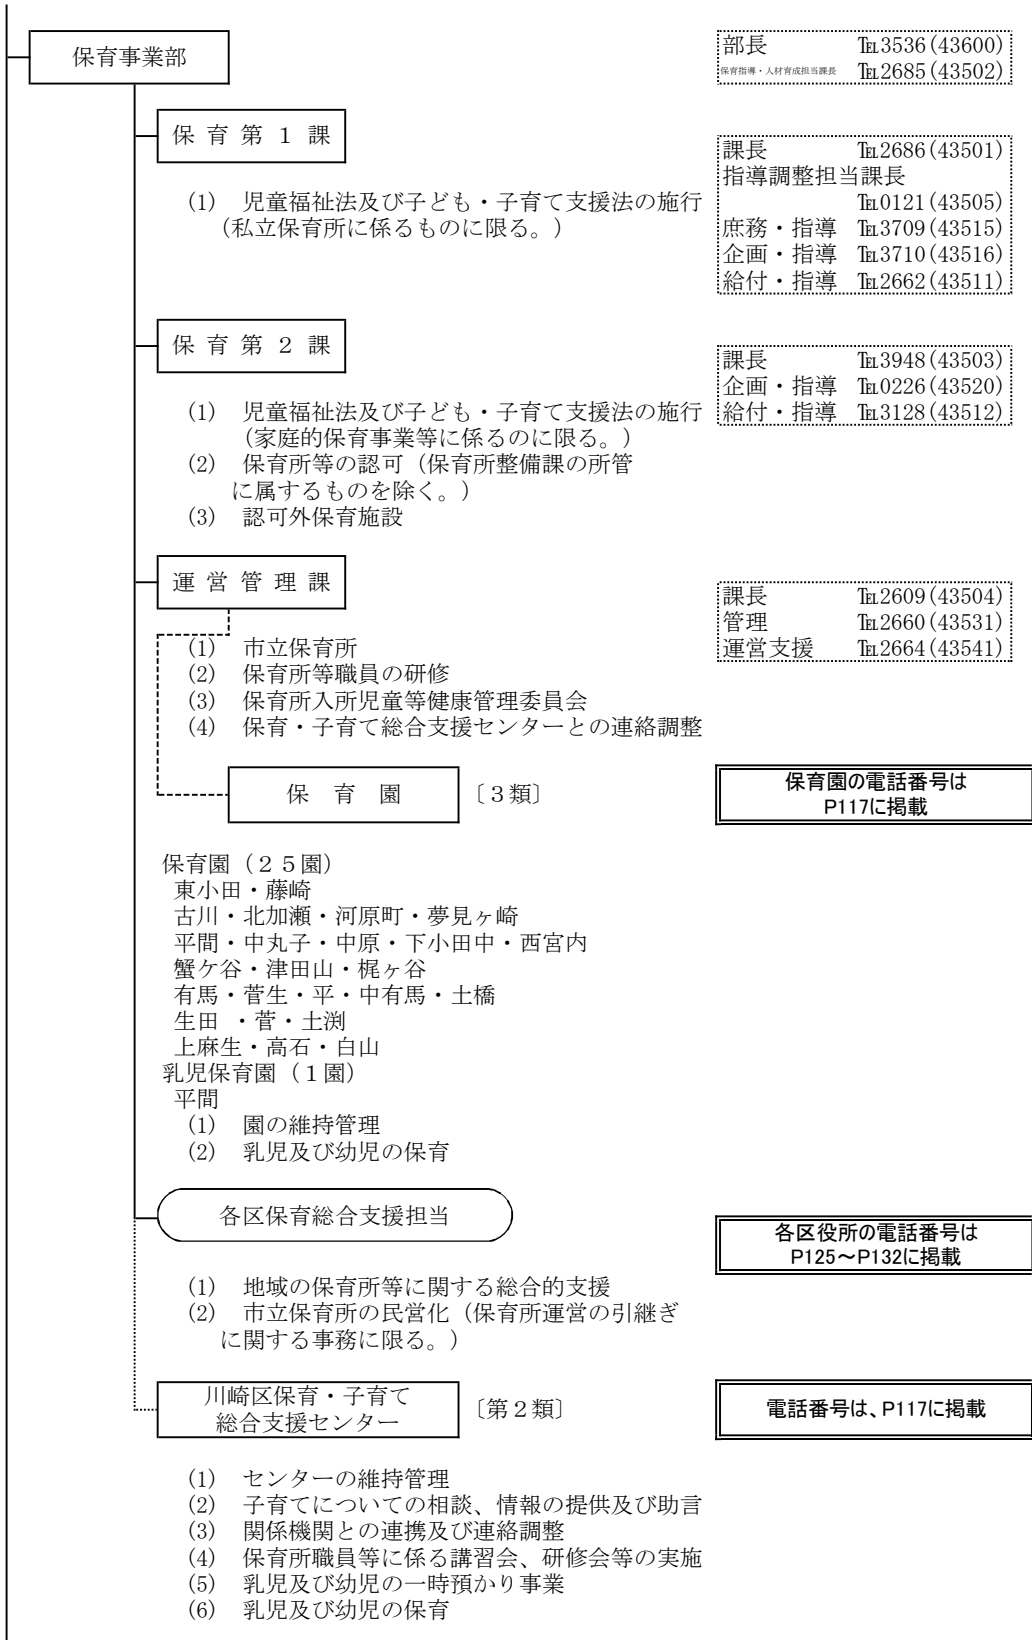 保育事業部
部長 ℡3536(43600)
保育指導・人材育成担当課長 ℡2685(43502)
保育第１課
課長 ℡2686(43501)
指導調整担当課長
℡0121(43505)
庶務・指導 ℡3709(43515)
企画・指導 ℡3710(43516)
給付・指導 ℡2662(43511)
(1) 児童福祉法及び子ども・子育て支援法の施行
（私立保育所に係るものに限る。）
保育第２課
課長 ℡3948(43503)
企画・指導 ℡0226(43520)
給付・指導 ℡3128(43512)
(1) 児童福祉法及び子ども・子育て支援法の施行
（家庭的保育事業等に係るのに限る。）
(2) 保育所等の認可（保育所整備課の所管
に属するものを除く。）
(3) 認可外保育施設
運営管理課
課長 ℡2609(43504)
管理 ℡2660(43531)
運営支援 ℡2664(43541)
(1) 市立保育所
(2) 保育所等職員の研修
(3) 保育所入所児童等健康管理委員会
(4) 保育・子育て総合支援センターとの連絡調整
保育園 〔３類〕
保育園の電話番号は
P117に掲載
保育園（２５園）
東小田・藤崎
古川・北加瀬・河原町・夢見ヶ崎
平間・中丸子・中原・下小田中・西宮内
蟹ケ谷・津田山・梶ヶ谷
有馬・菅生・平・中有馬・土橋
生田 ・菅・土渕
上麻生・高石・白山
乳児保育園（１園）
平間
(1) 園の維持管理
(2) 乳児及び幼児の保育
各区保育総合支援担当
各区役所の電話番号は
P125～P132に掲載
(1) 地域の保育所等に関する総合的支援
(2) 市立保育所の民営化（保育所運営の引継ぎ
に関する事務に限る。）
川崎区保育・子育て
総合支援センター
〔第２類〕
電話番号は、P117に掲載
(1) センターの維持管理
(2) 子育てについての相談、情報の提供及び助言
(3) 関係機関との連携及び連絡調整
(4) 保育所職員等に係る講習会、研修会等の実施
(5) 乳児及び幼児の一時預かり事業
(6) 乳児及び幼児の保育